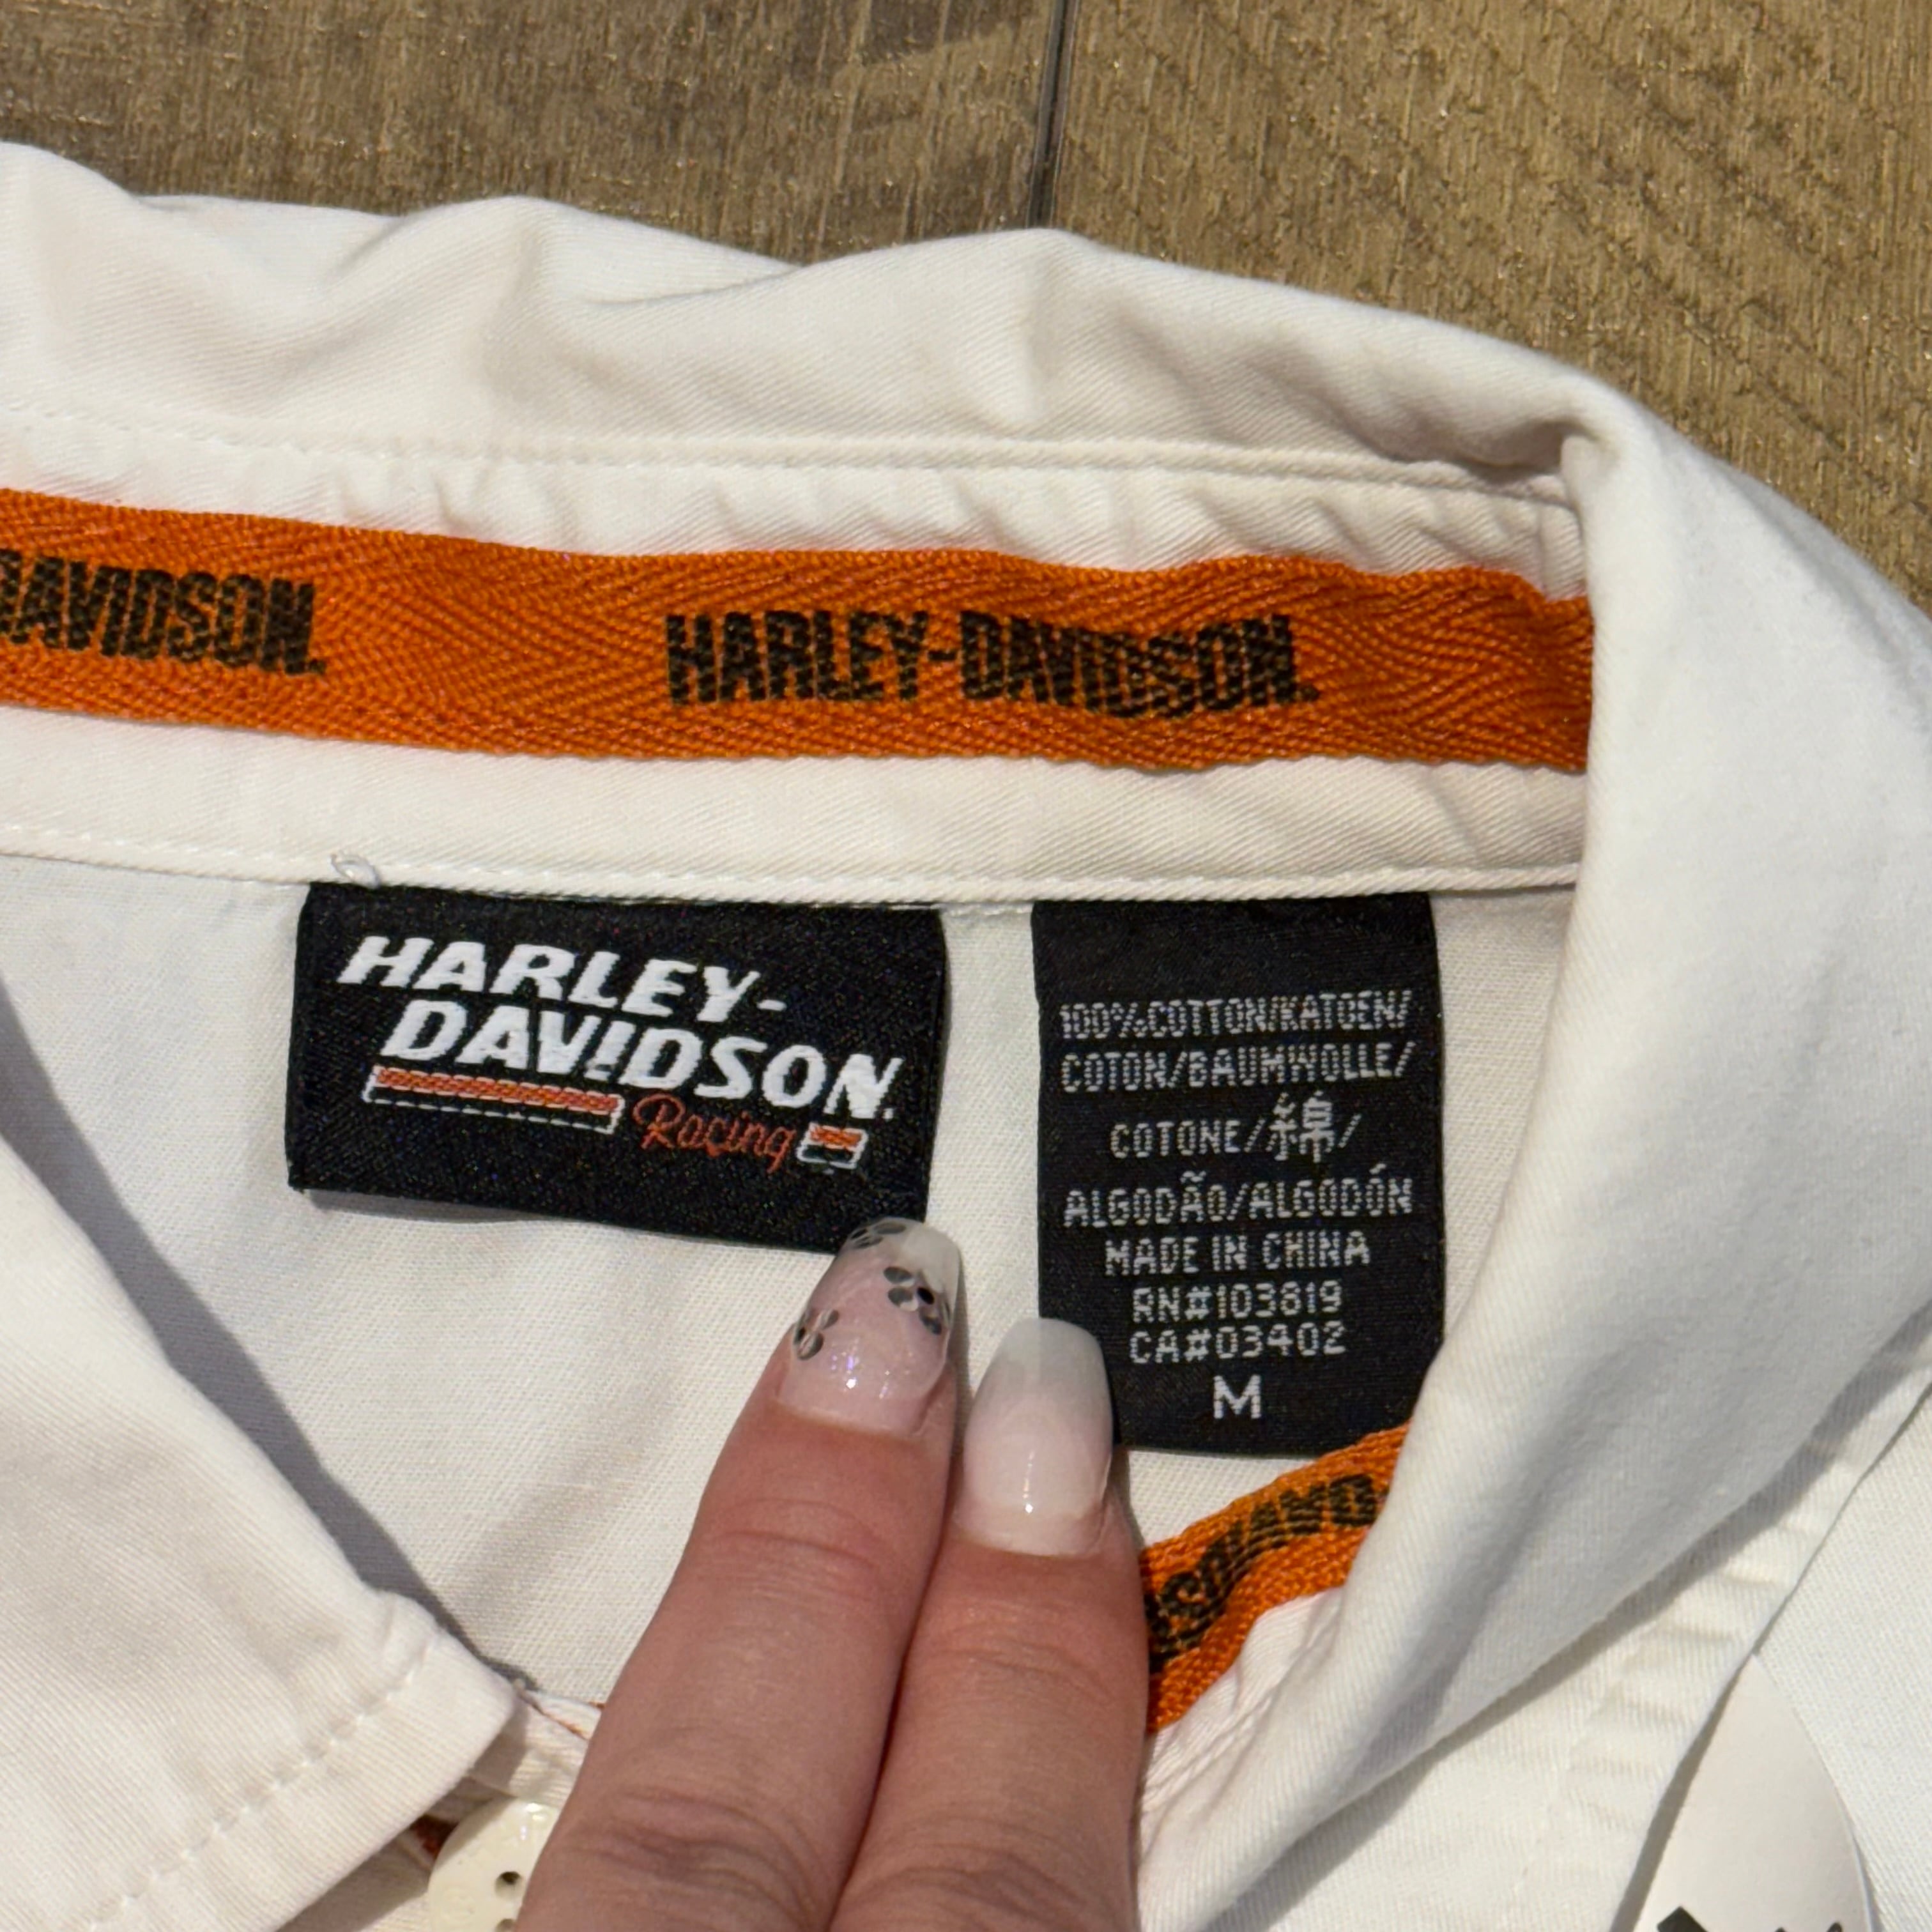 DAVIDSON.
HARLEY-DAVIDSON.
HARLEY-
DAVIDSON.
Racing
100%COTTON/KATOEN/
COTON/BAUMWOLLE/
COTONE/綿/
ALGODÃO/ALGODÓN
MADE IN CHINA
RN#103819
CA#03402
M